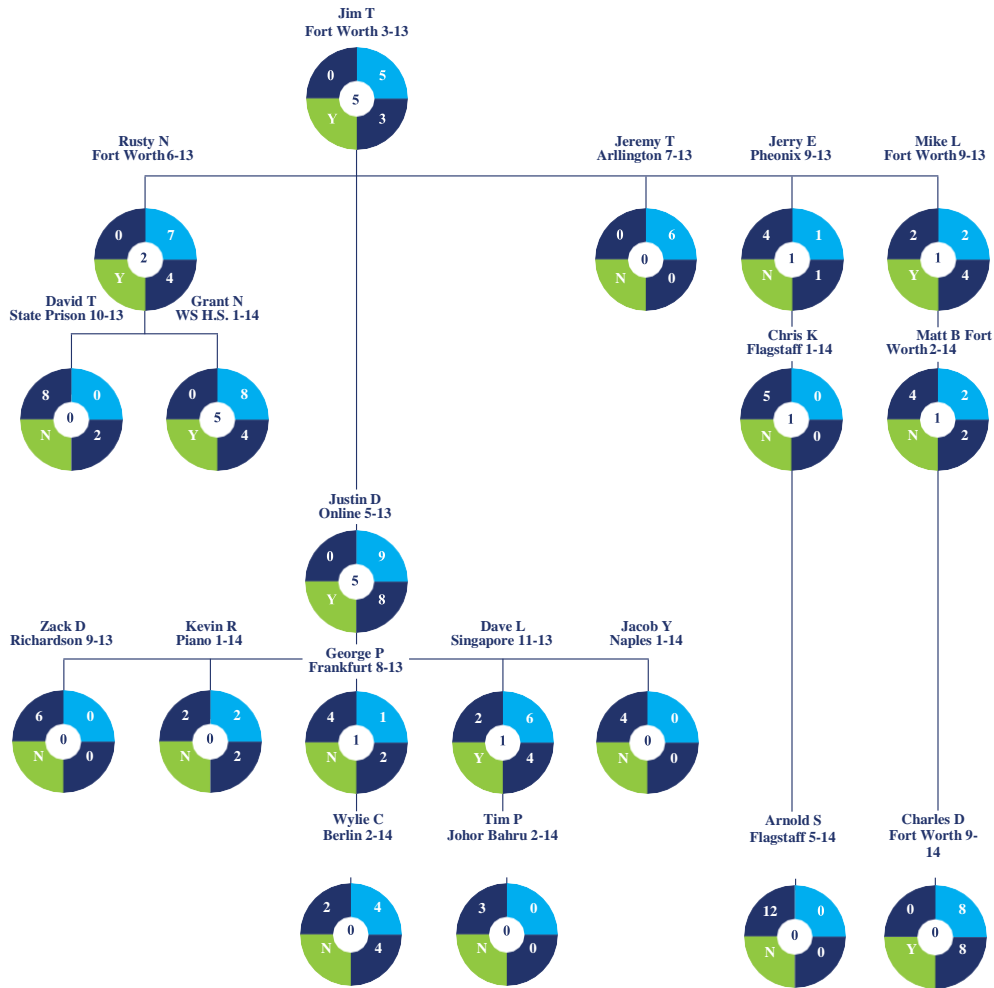 Jim T
Fort Worth 3-13
0 5
5
Y 3
Rusty N
Fort Worth 6-13
Jeremy T
Arllington 7-13
Jerry E
Pheonix 9-13
Mike L
Fort Worth 9-13
0 7
2
Y 4
0 6
0
N 0
4 1
1
N 1
2 2
1
Y 4
David T
State Prison 10-13
Grant N
WS H.S. 1-14
Chris K
Flagstaff 1-14
Matt B Fort
Worth 2-14
8 0
0
N 2
0 8
5
Y 4
5 0
1
N 0
4 2
1
N 2
Justin D
Online 5-13
0 9
5
Y 8
Zack D
Richardson 9-13
Kevin R
Piano 1-14
George P
Frankfurt 8-13
Dave L
Singapore 11-13
Jacob Y
Naples 1-14
6 0
0
N 0
2 2
0
N 2
4 1
1
N 2
2 6
1
Y 4
4 0
0
N 0
Wylie C
Berlin 2-14
Tim P
Johor Bahru 2-14
Arnold S
Flagstaff 5-14
Charles D
Fort Worth 9-
14
2 4
0
N 4
3 0
0
N 0
12 0
0
N 0
0 8
0
Y 8